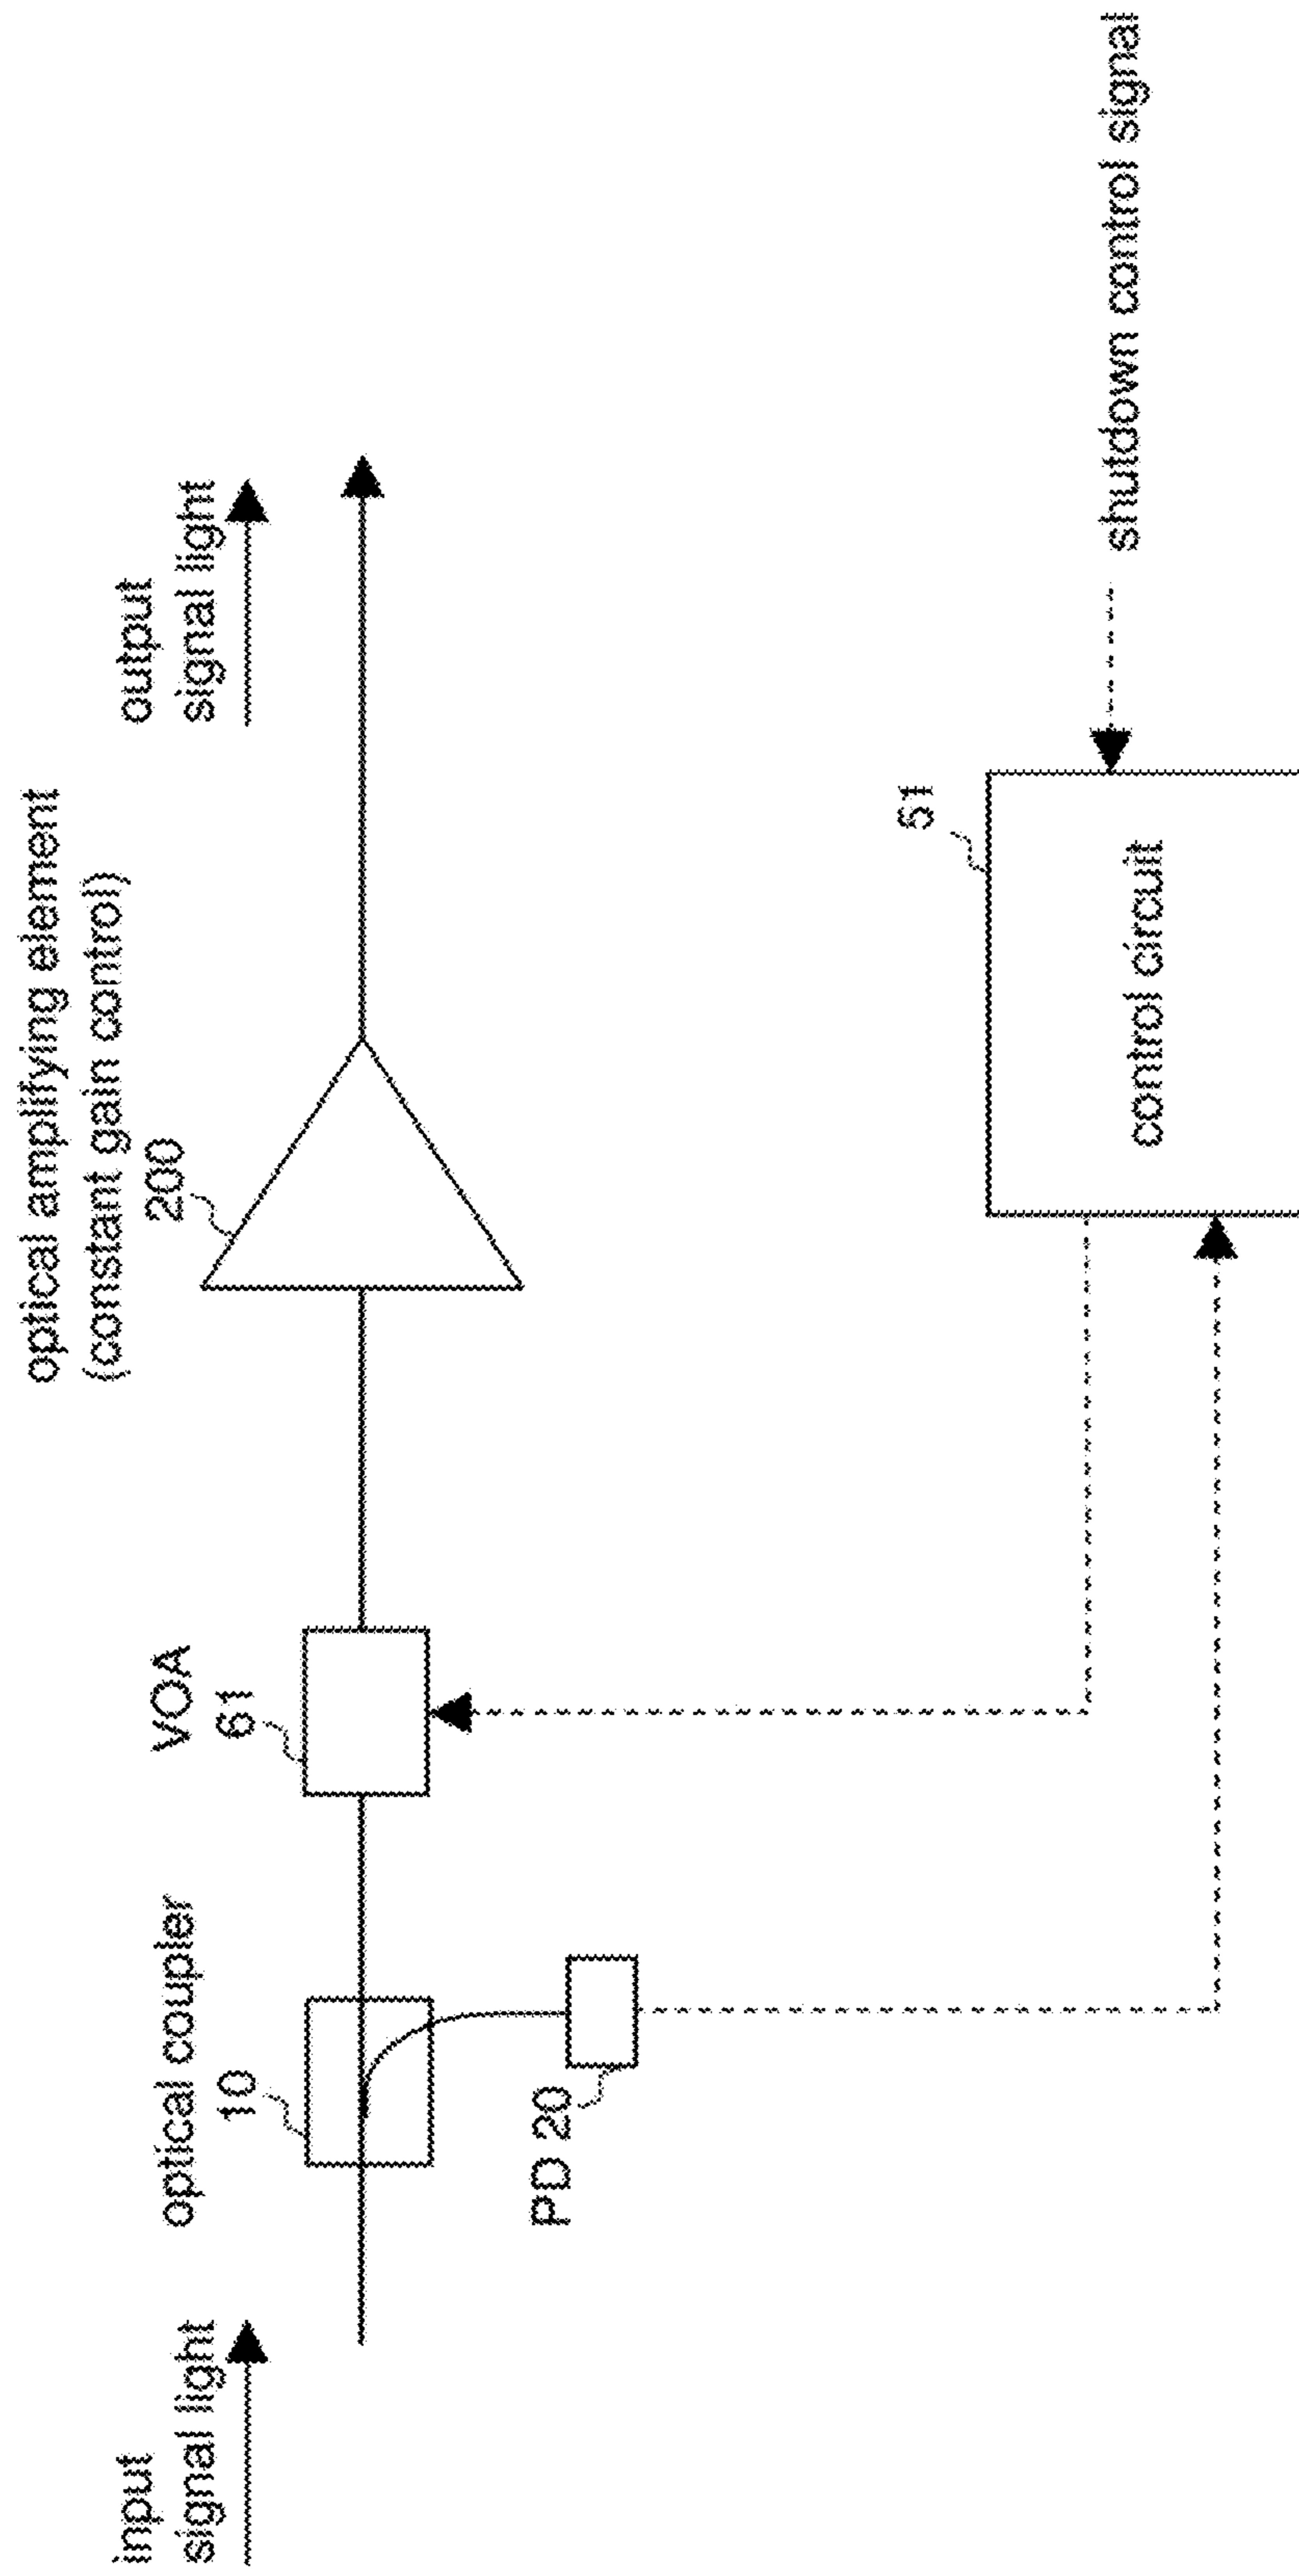 input
signal light
optical coupler
10
PD 20
VOA
61
optical amplifying element
(constant gain control)
200
output
signal light
51
control circuit
shutdown control signal